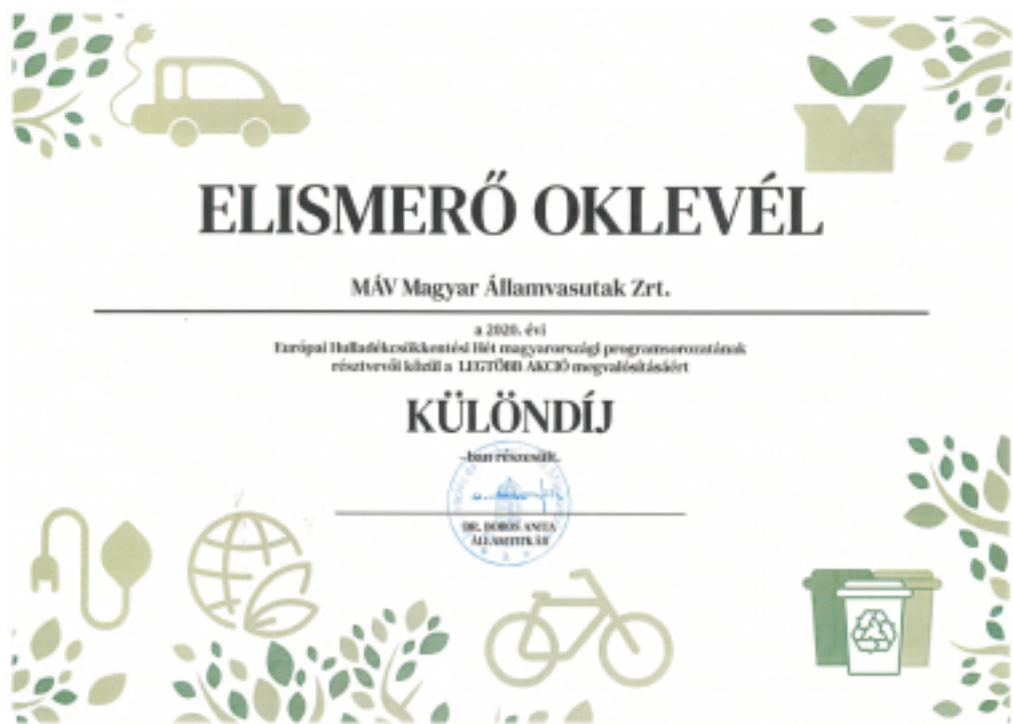 ELISMERŐ OKLEVÉL
MÁV Magyar Államvasutak Zrt.
a 2020. évi
Európai Hulladékcsökkentési Hét magyarországi programsorozatának
résztvevői közül a LEGTÖBB AKCIÓ megvalósításáért
KÜLÖNDÍJ
-ban részesült.
DR. BOROS ANITA
ÁLLAMTITKÁR